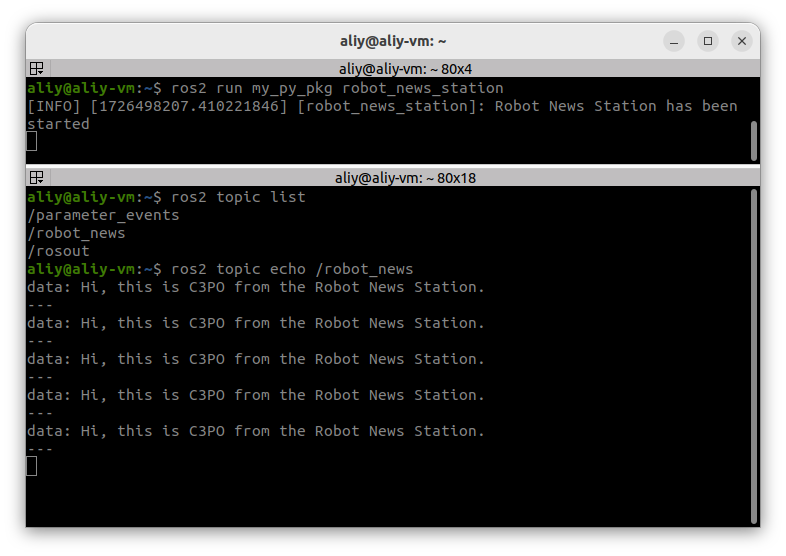 aliy@aliy-vm: ~
aliy@aliy-vm: ~ 80x4
aliy@aliy-vm:~$ ros2 run my_py_pkg robot_news_station
[INFO] [1726498207.410221846] [robot_news_station]: Robot News Station has been
started
aliy@aliy-vm: ~ 80x18
aliy@aliy-vm:~$ ros2 topic list
/parameter_events
/robot_news
/rosout
aliy@aliy-vm:~$ ros2 topic echo /robot_news
data: Hi, this is C3PO from the Robot News Station.
---
data: Hi, this is C3PO from the Robot News Station.
---
data: Hi, this is C3PO from the Robot News Station.
---
data: Hi, this is C3PO from the Robot News Station.
---
data: Hi, this is C3PO from the Robot News Station.
---